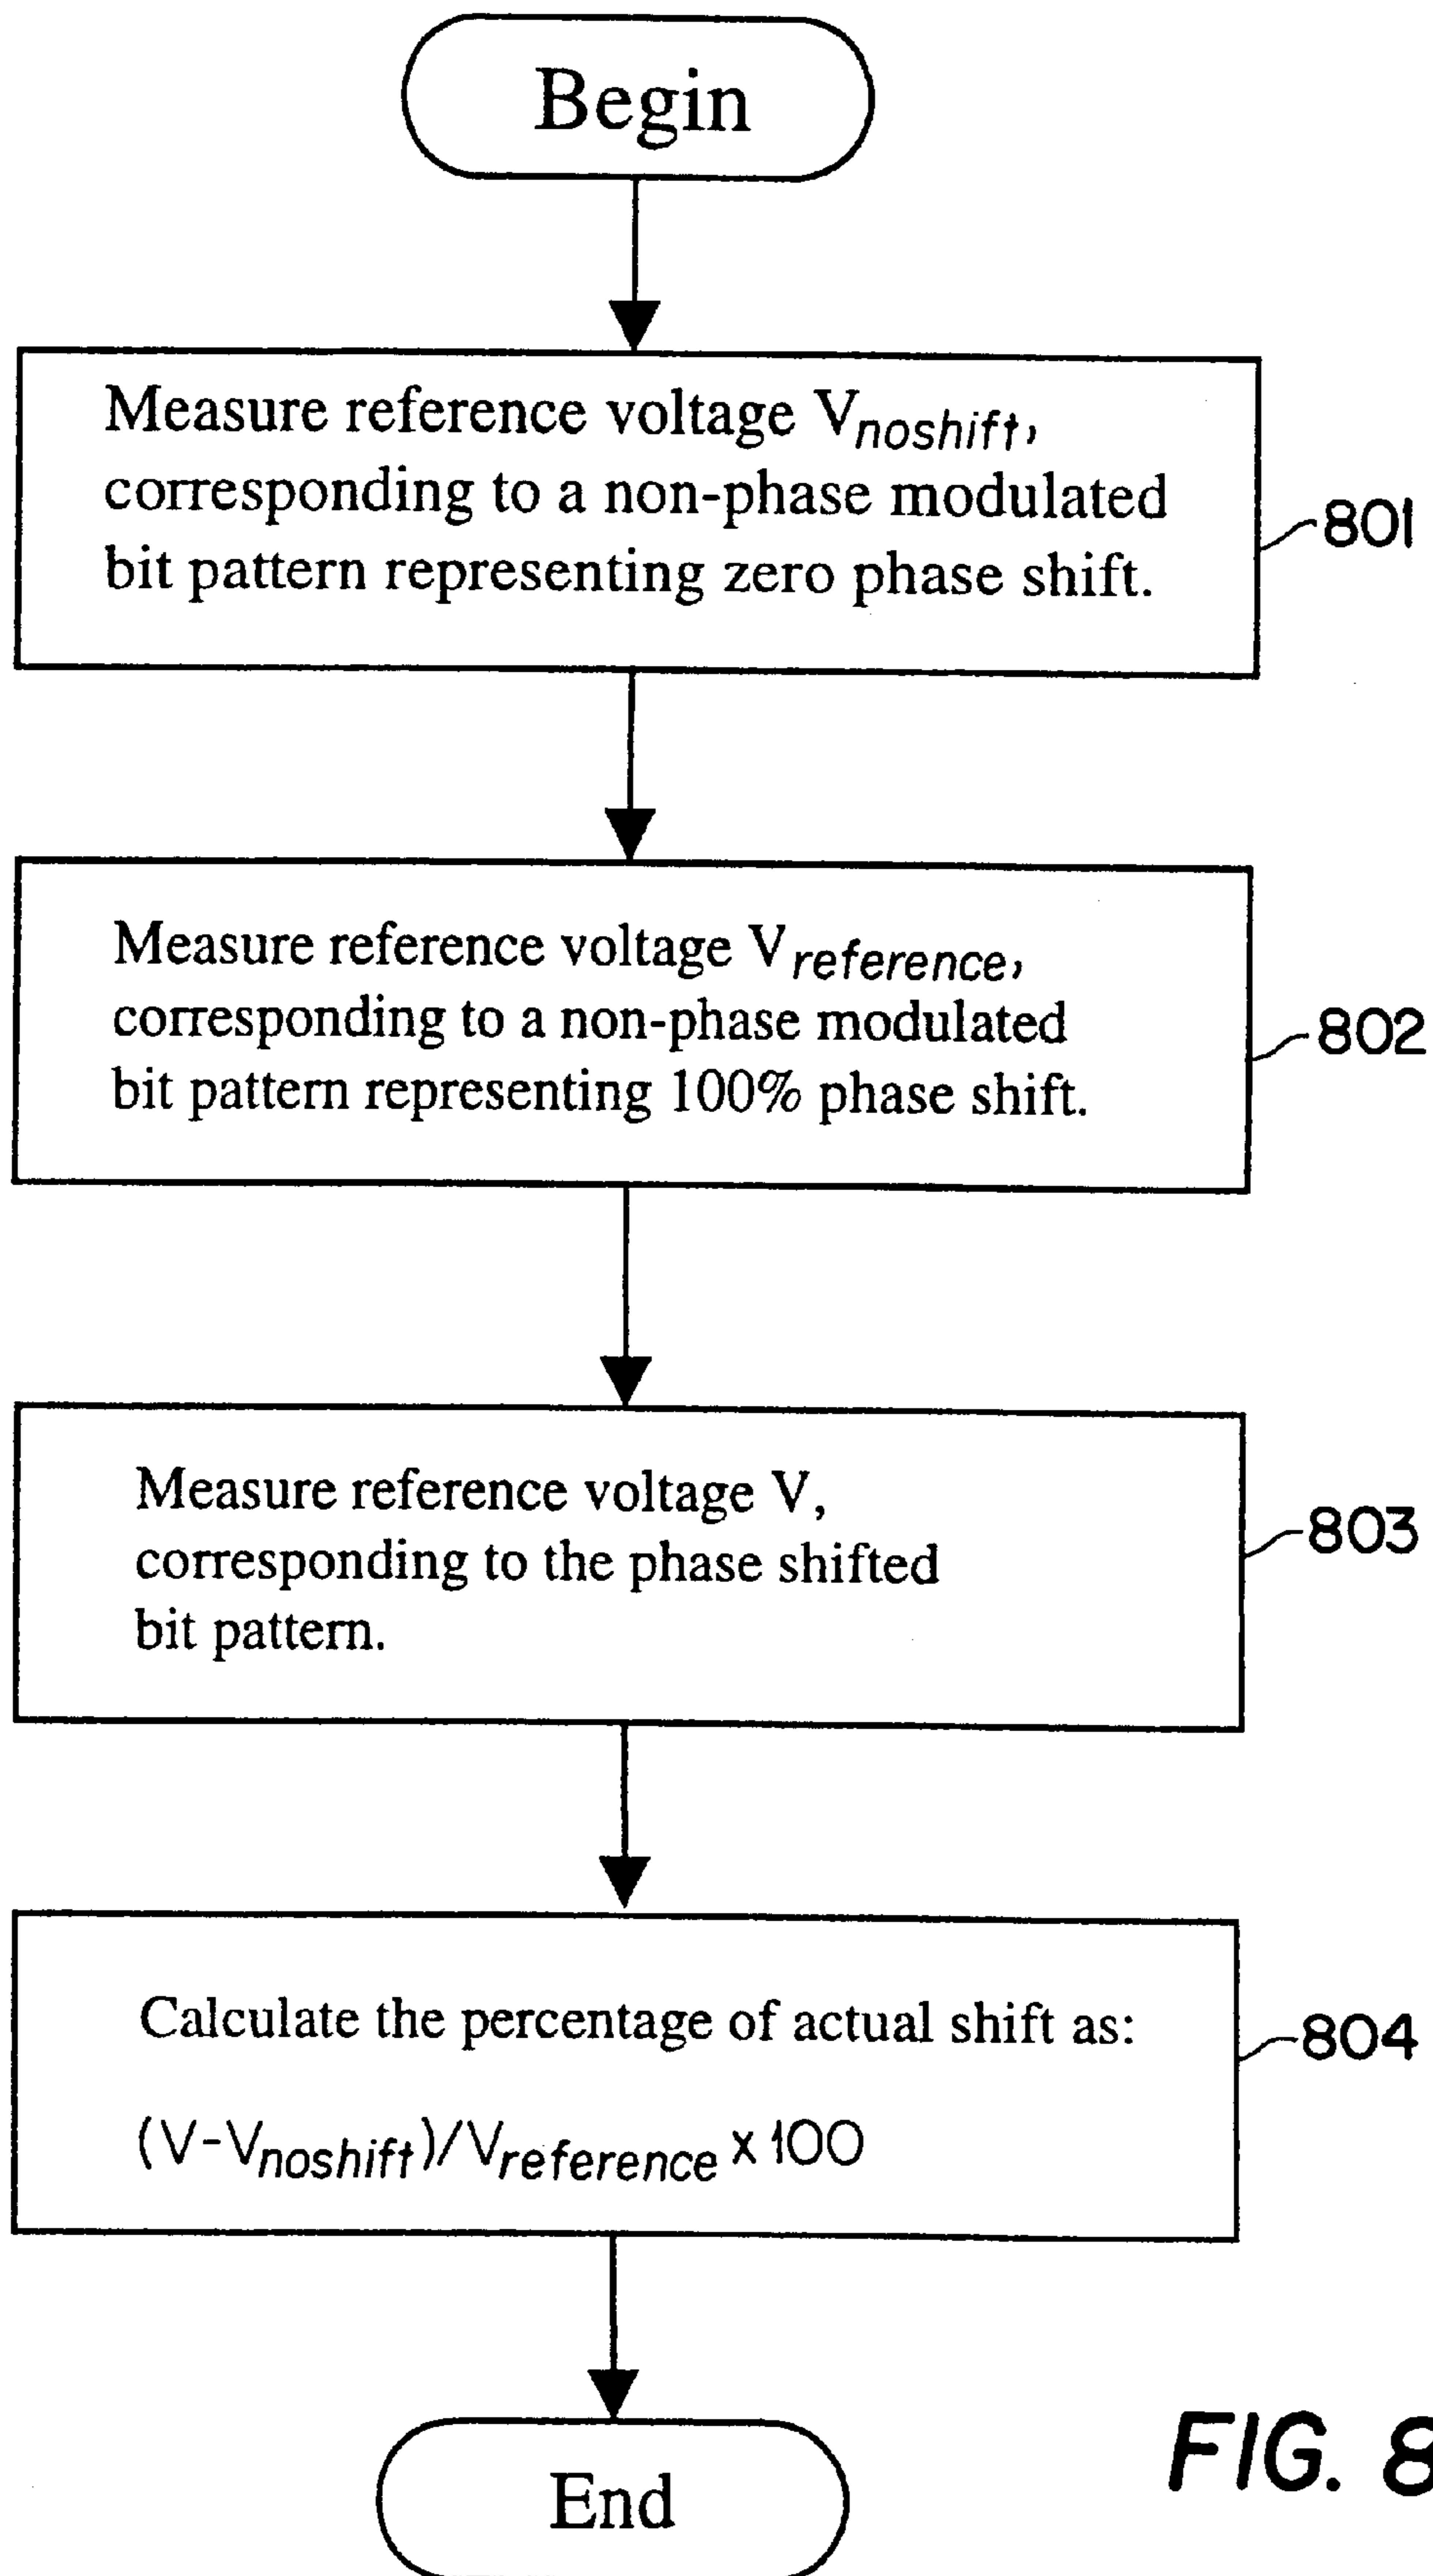 Begin
Measure reference voltage Vnoshift,
corresponding to a non-phase modulated
bit pattern representing zero phase shift.
801
Measure reference voltage Vreference,
corresponding to a non-phase modulated
bit pattern representing 100% phase shift.
802
Measure reference voltage V,
corresponding to the phase shifted
bit pattern.
803
Calculate the percentage of actual shift as:
(V-Vnoshift)/Vreference x 100
804
End
FIG. 8